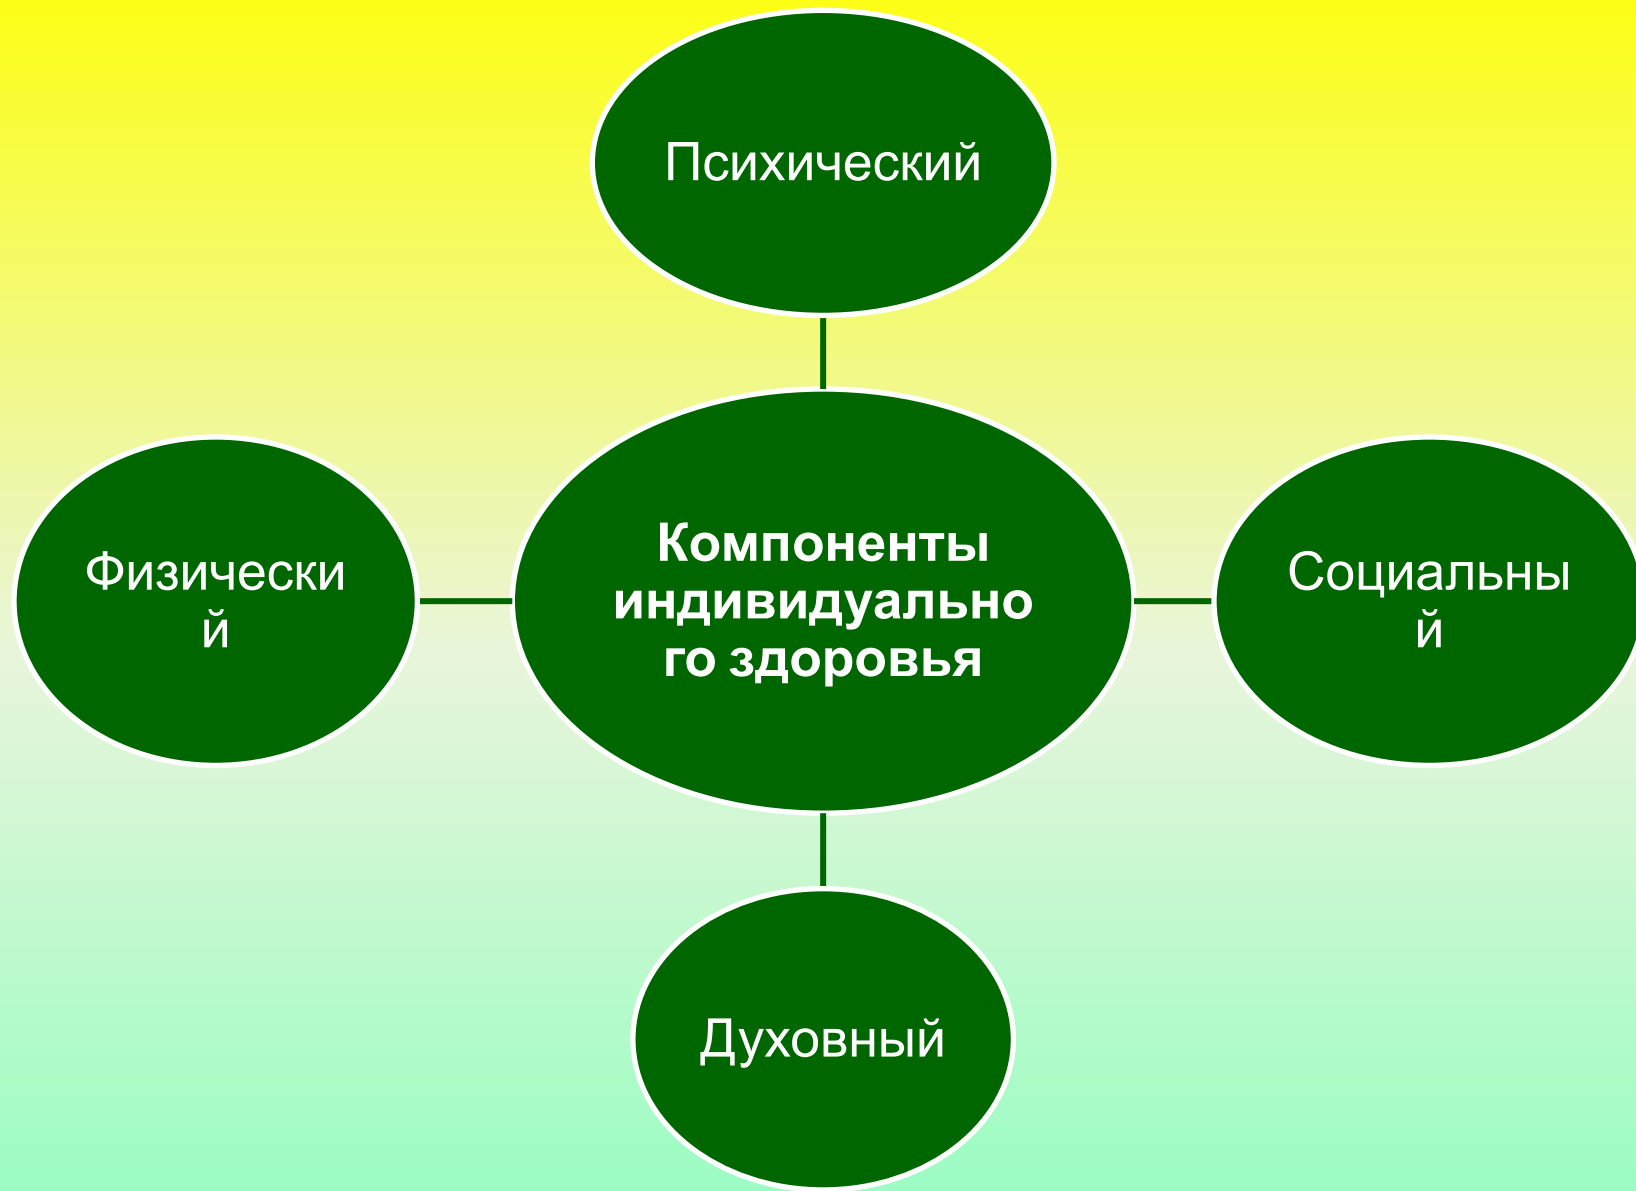 Психический
Физически
й
Компоненты
индивидуально
го здоровья
Социальны
й
Духовный